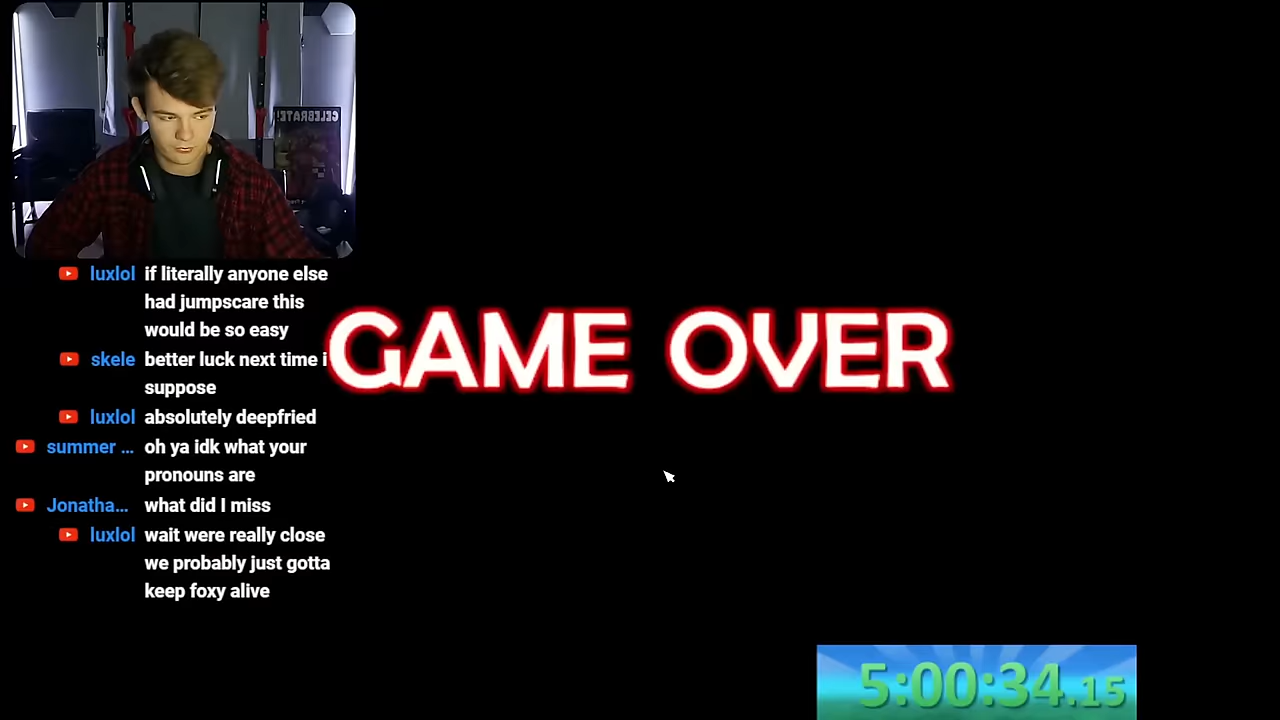 CELEBRATE!
luxlol if literally anyone else
had jumpscare this
would be so easy
skele better luck next time i
suppose
luxlol absolutely deepfried
summer ... oh ya idk what your
pronouns are
Jonatha... what did I miss
luxlol wait were really close
we probably just gotta
keep foxy alive
GAME OVER
5:00:34.15